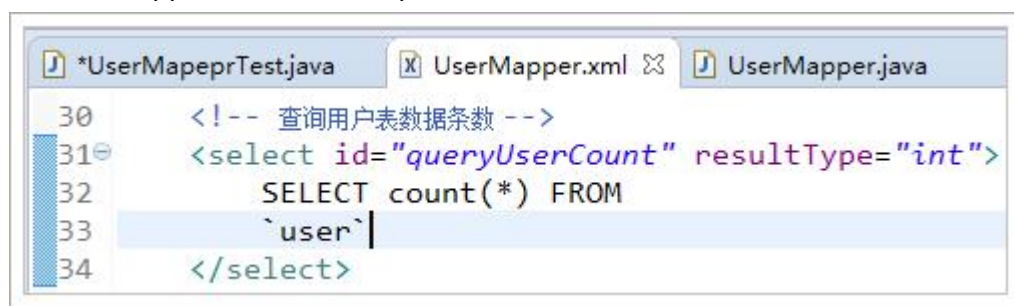 *UserMapeprTest.java UserMapper.xml UserMapper.java
30 <!-- 查询用户表数据条数 -->
31 <select id="queryUserCount" resultType="int">
32 SELECT count(*) FROM
33 `user`
34 </select>